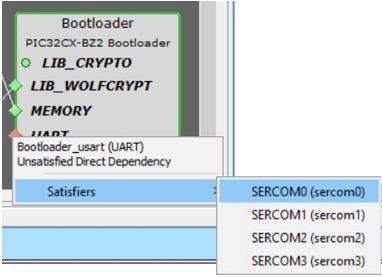 Bootloader
PIC32CX-BZ2 Bootloader
LIB_CRYPTO
LIB_WOLFCRYPT
MEMORY
UART
Bootloader_usart (UART)
Unsatisfied Direct Dependency
Satisfiers
SERCOM0 (sercom0)
SERCOM1 (sercom1)
SERCOM2 (sercom2)
SERCOM3 (sercom3)